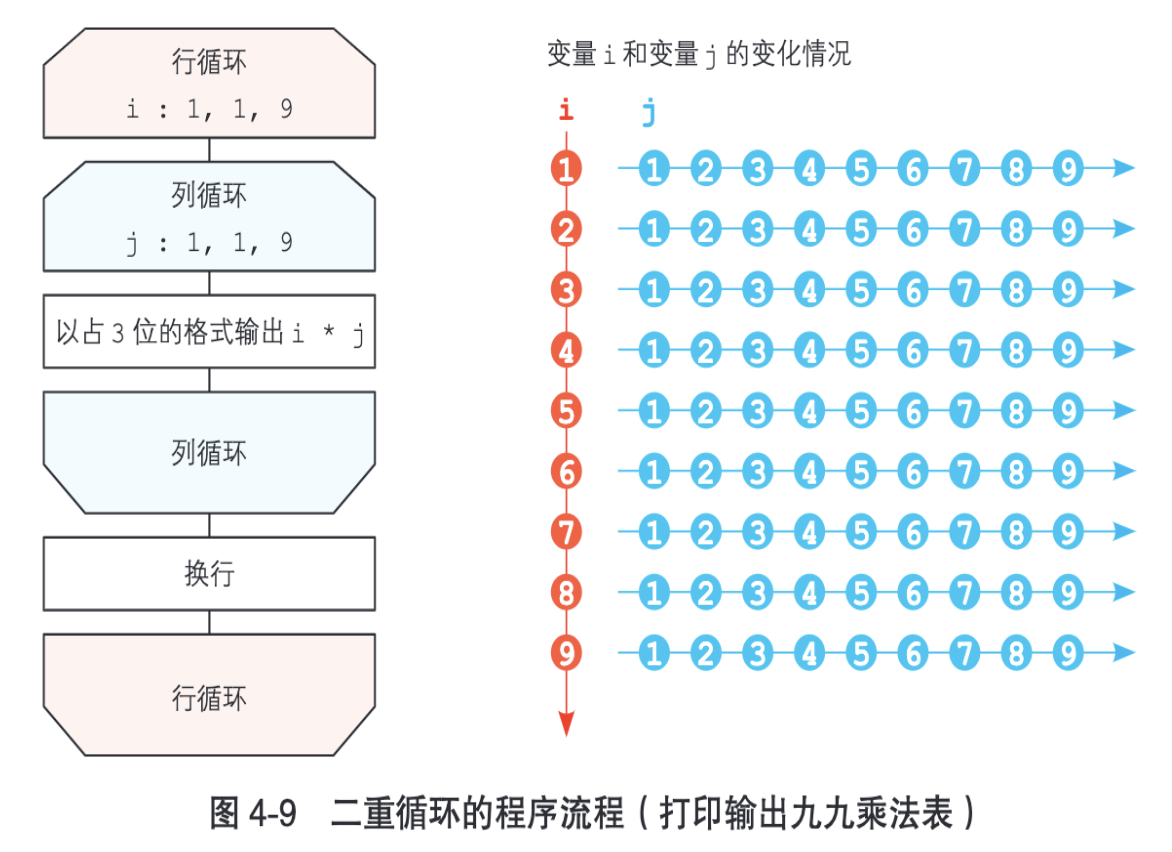 行循环
i : 1, 1, 9
列循环
j : 1, 1, 9
以占 3 位的格式输出 i * j
列循环
换行
行循环
变量 i 和变量 j 的变化情况
i j
1 1 2 3 4 5 6 7 8 9
2 1 2 3 4 5 6 7 8 9
3 1 2 3 4 5 6 7 8 9
4 1 2 3 4 5 6 7 8 9
5 1 2 3 4 5 6 7 8 9
6 1 2 3 4 5 6 7 8 9
7 1 2 3 4 5 6 7 8 9
8 1 2 3 4 5 6 7 8 9
9 1 2 3 4 5 6 7 8 9
图 4-9 二重循环的程序流程（打印输出九九乘法表）